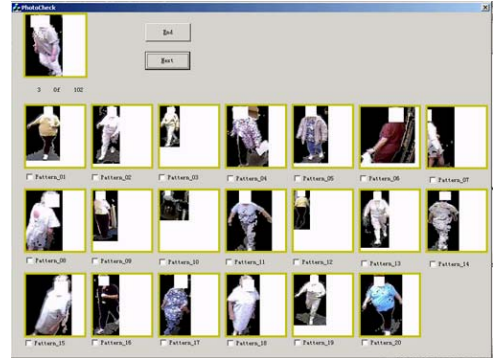 PhotoCheck
End
Next
3 Of 102
Pattern_01 Pattern_02 Pattern_03 Pattern_04 Pattern_05 Pattern_06 Pattern_07
Pattern_08 Pattern_09 Pattern_10 Pattern_11 Pattern_12 Pattern_13 Pattern_14
Pattern_15 Pattern_16 Pattern_17 Pattern_18 Pattern_19 Pattern_20